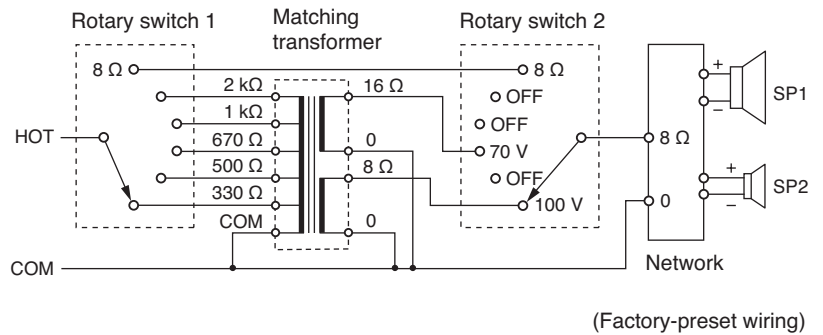 Rotary switch 1
Matching
transformer
Rotary switch 2
8 Ω
8 Ω
2 kΩ
16 Ω
OFF
+
SP1
−
1 kΩ
OFF
HOT
670 Ω
0
70 V
8 Ω
500 Ω
8 Ω
OFF
+
SP2
−
330 Ω
100 V
0
COM
0
COM
Network
(Factory-preset wiring)